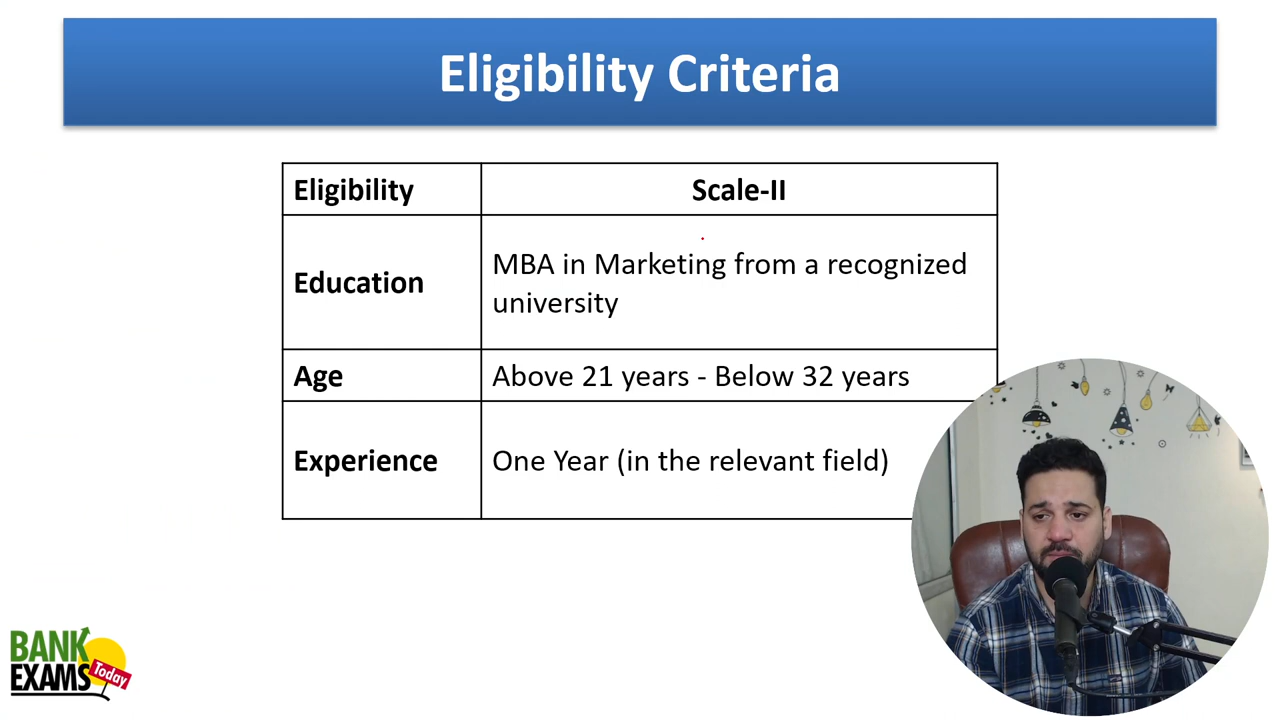 Eligibility Criteria
Eligibility Scale-II
Education MBA in Marketing from a recognized
university
Age Above 21 years - Below 32 years
Experience One Year (in the relevant field)
BANK
EXAMS
Today